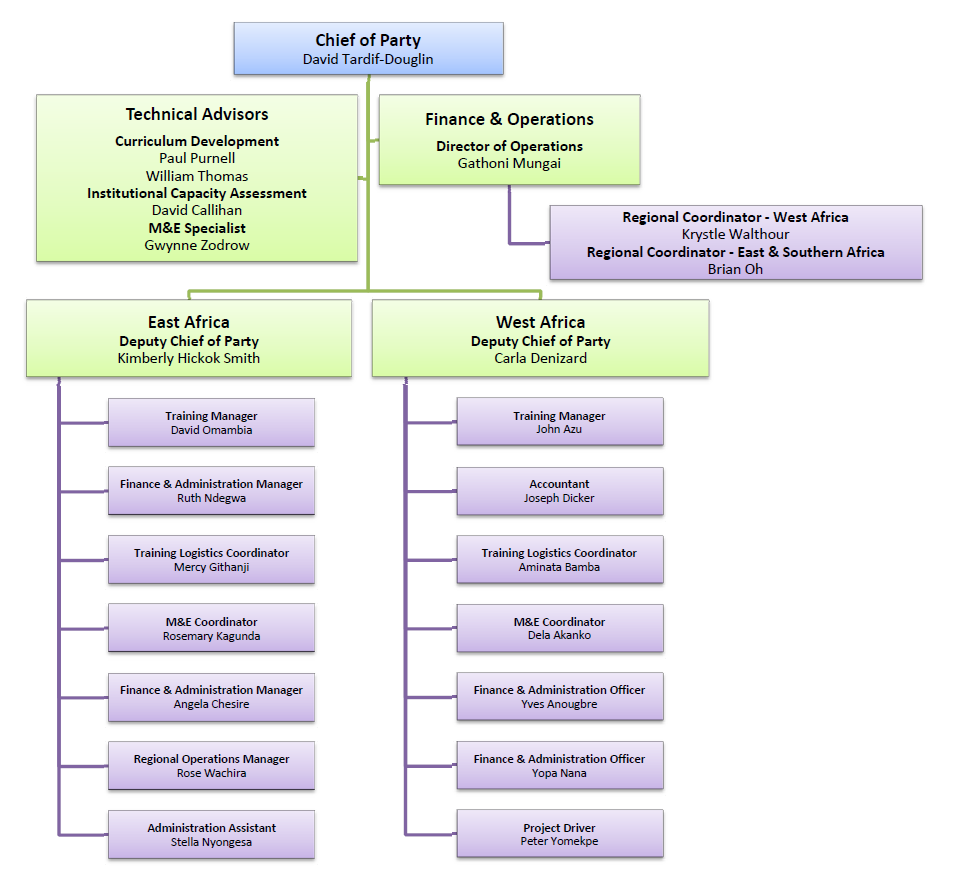 Chief of Party
David Tardif-Douglin
Technical Advisors
Curriculum Development
Paul Purnell
William Thomas
Institutional Capacity Assessment
David Callihan
M&E Specialist
Gwynne Zodrow
Finance & Operations
Director of Operations
Gathoni Mungai
Regional Coordinator - West Africa
Krystle Walthour
Regional Coordinator - East & Southern Africa
Brian Oh
East Africa
Deputy Chief of Party
Kimberly Hickok Smith
Training Manager
David Omambia
Finance & Administration Manager
Ruth Ndegwa
Training Logistics Coordinator
Mercy Githanji
M&E Coordinator
Rosemary Kagunda
Finance & Administration Manager
Angela Chesire
Regional Operations Manager
Rose Wachira
Administration Assistant
Stella Nyongesa
West Africa
Deputy Chief of Party
Carla Denizard
Training Manager
John Azu
Accountant
Joseph Dicker
Training Logistics Coordinator
Aminata Bamba
M&E Coordinator
Dela Akanko
Finance & Administration Officer
Yves Anougbre
Finance & Administration Officer
Yopa Nana
Project Driver
Peter Yomekpe